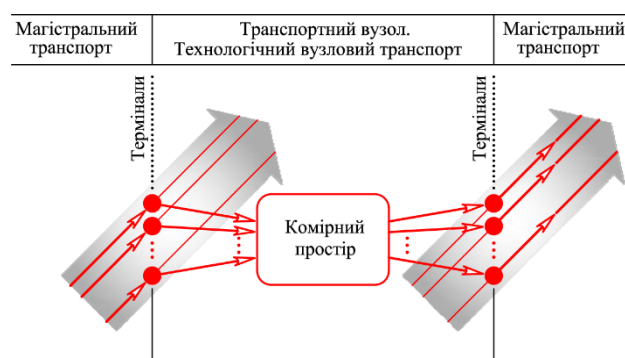 Магістральний
транспорт
Транспортний вузол.
Технологічний вузловий транспорт
Магістральний
транспорт
Термінали
Термінали
Комірний
простір